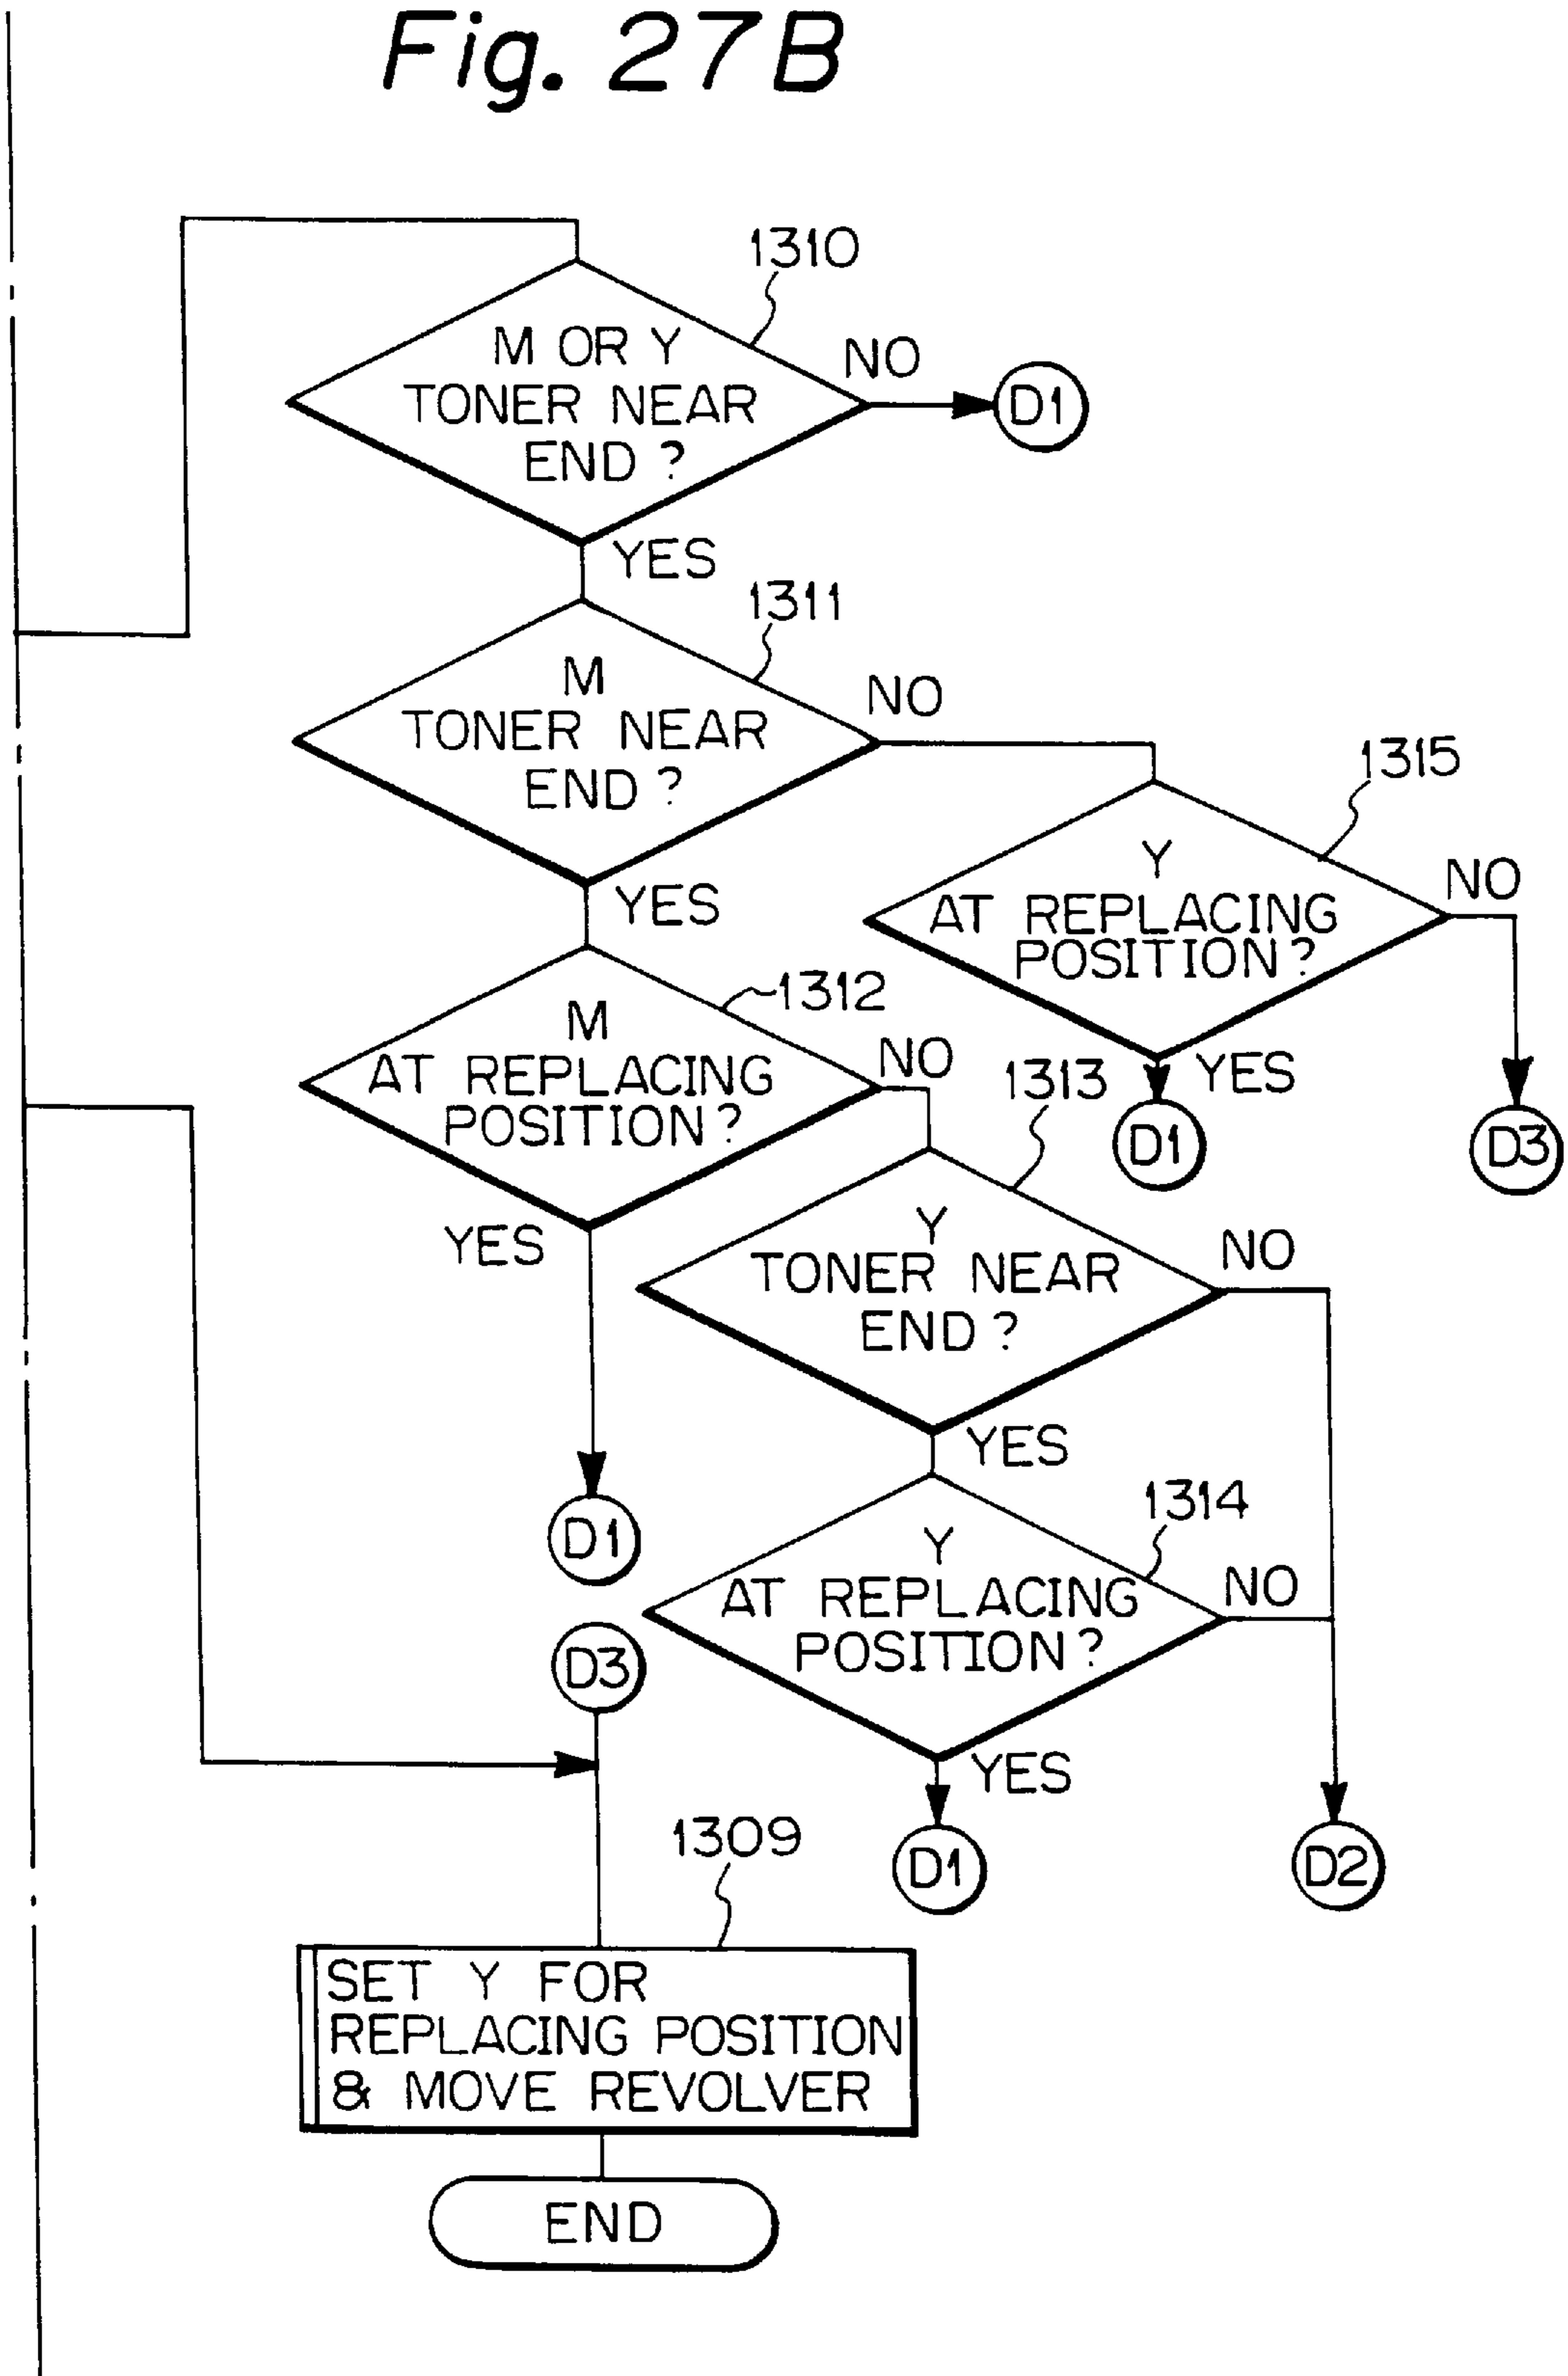 Fig. 27B
1310
M OR Y
TONER NEAR
END?
NO
D1
YES
1311
M
TONER NEAR
END?
NO
1315
YES
Y
AT REPLACING
POSITION?
NO
YES
D1
D3
1312
M
AT REPLACING
POSITION?
NO
1313
YES
D1
Y
TONER NEAR
END?
NO
YES
1314
Y
AT REPLACING
POSITION?
NO
YES
D1
D2
D3
1309
SET Y FOR
REPLACING POSITION
& MOVE REVOLVER
END